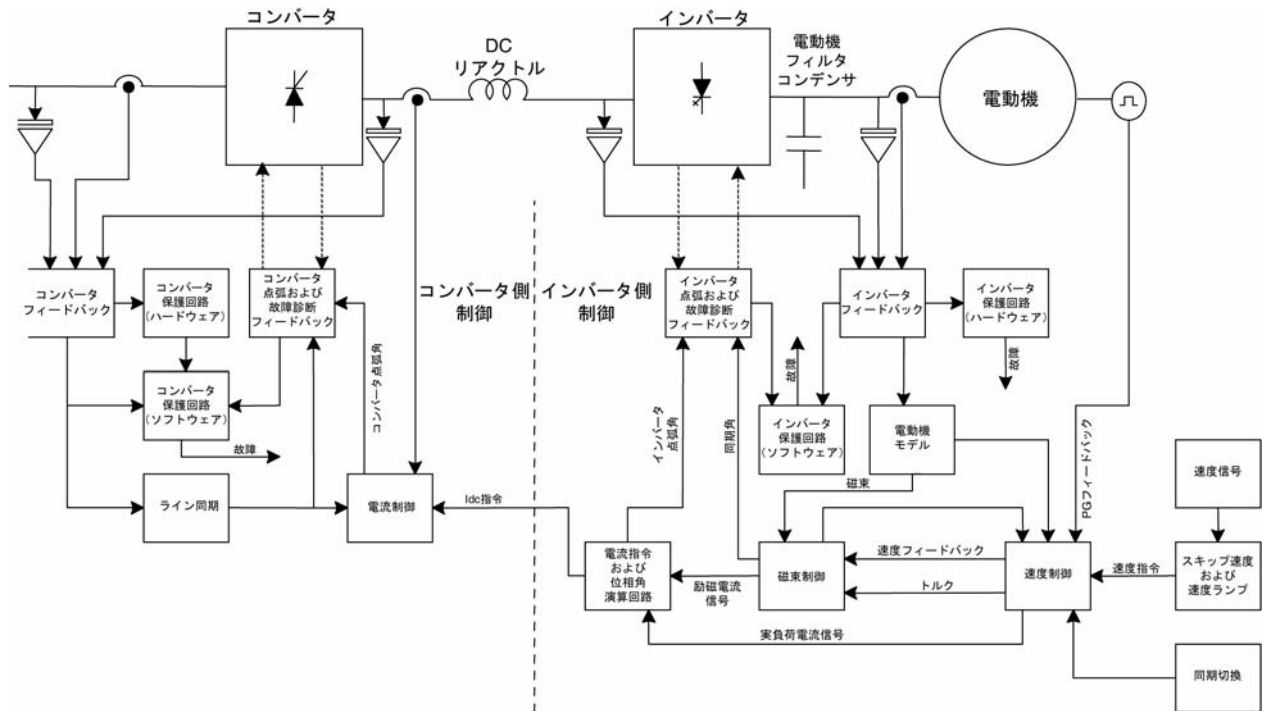 コンバータ
DC
リアクトル
インバータ
電動機
フィルタ
コンデンサ
電動機
コンバータ
フィードバック
コンバータ
保護回路
(ハードウェア)
コンバータ
点弧および
故障診断
フィードバック
コンバータ側
制御
インバータ側
制御
インバータ
点弧および
故障診断
フィードバック
インバータ
フィードバック
インバータ
保護回路
(ハードウェア)
コンバータ
保護回路
(ソフトウェア)
故障
コンバータ点弧角
インバータ
点弧角
同期角
故障
インバータ
保護回路
(ソフトウェア)
電動機
モデル
故障
PGフィードバック
速度信号
ライン同期
電流制御
Idc指令
磁束
電流指令
および
位相角
演算回路
励磁電流
信号
磁束制御
速度フィードバック
トルク
速度制御
速度指令
スキップ速度
および
速度ランプ
実負荷電流信号
同期切換